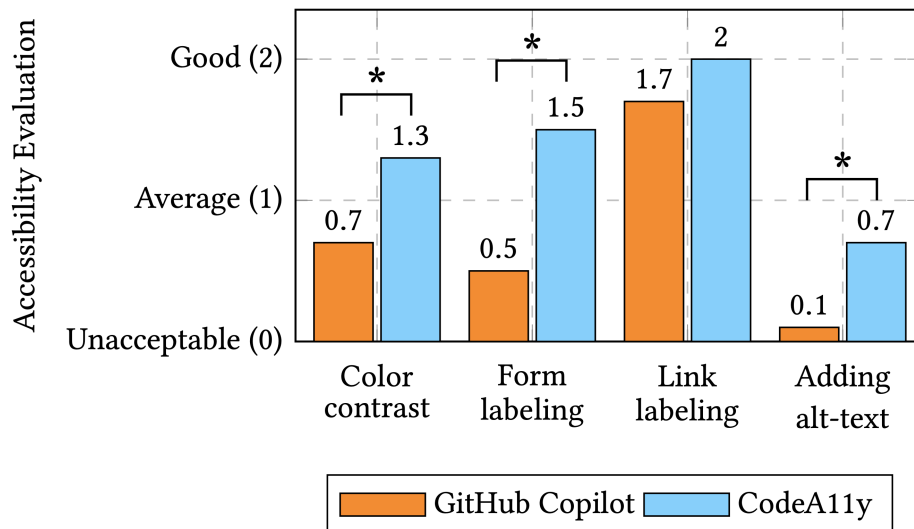 Accessibility Evaluation
Good (2)
Average (1)
Unacceptable (0)
*
*
*
0.7
1.3
0.5
1.5
1.7
2
0.1
0.7
Color
contrast
Form
labeling
Link
labeling
Adding
alt-text
GitHub Copilot
CodeA11y